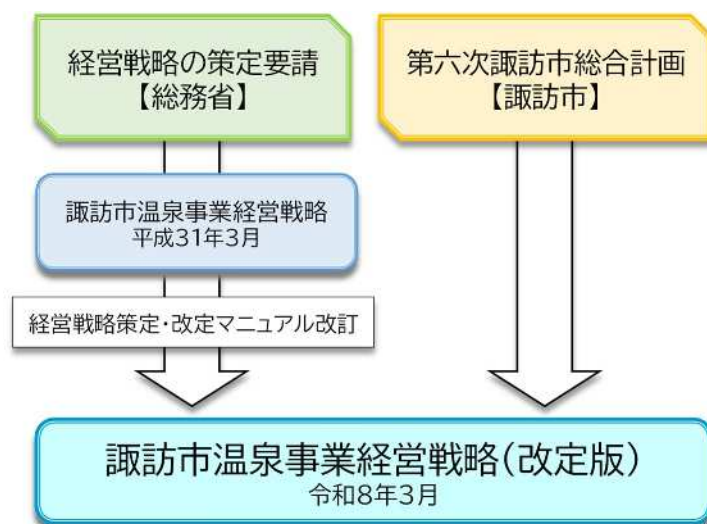 経営戦略の策定要請
【総務省】
第六次諏訪市総合計画
【諏訪市】
諏訪市温泉事業経営戦略
平成31年3月
経営戦略策定・改定マニュアル改訂
諏訪市温泉事業経営戦略(改定版)
令和8年3月